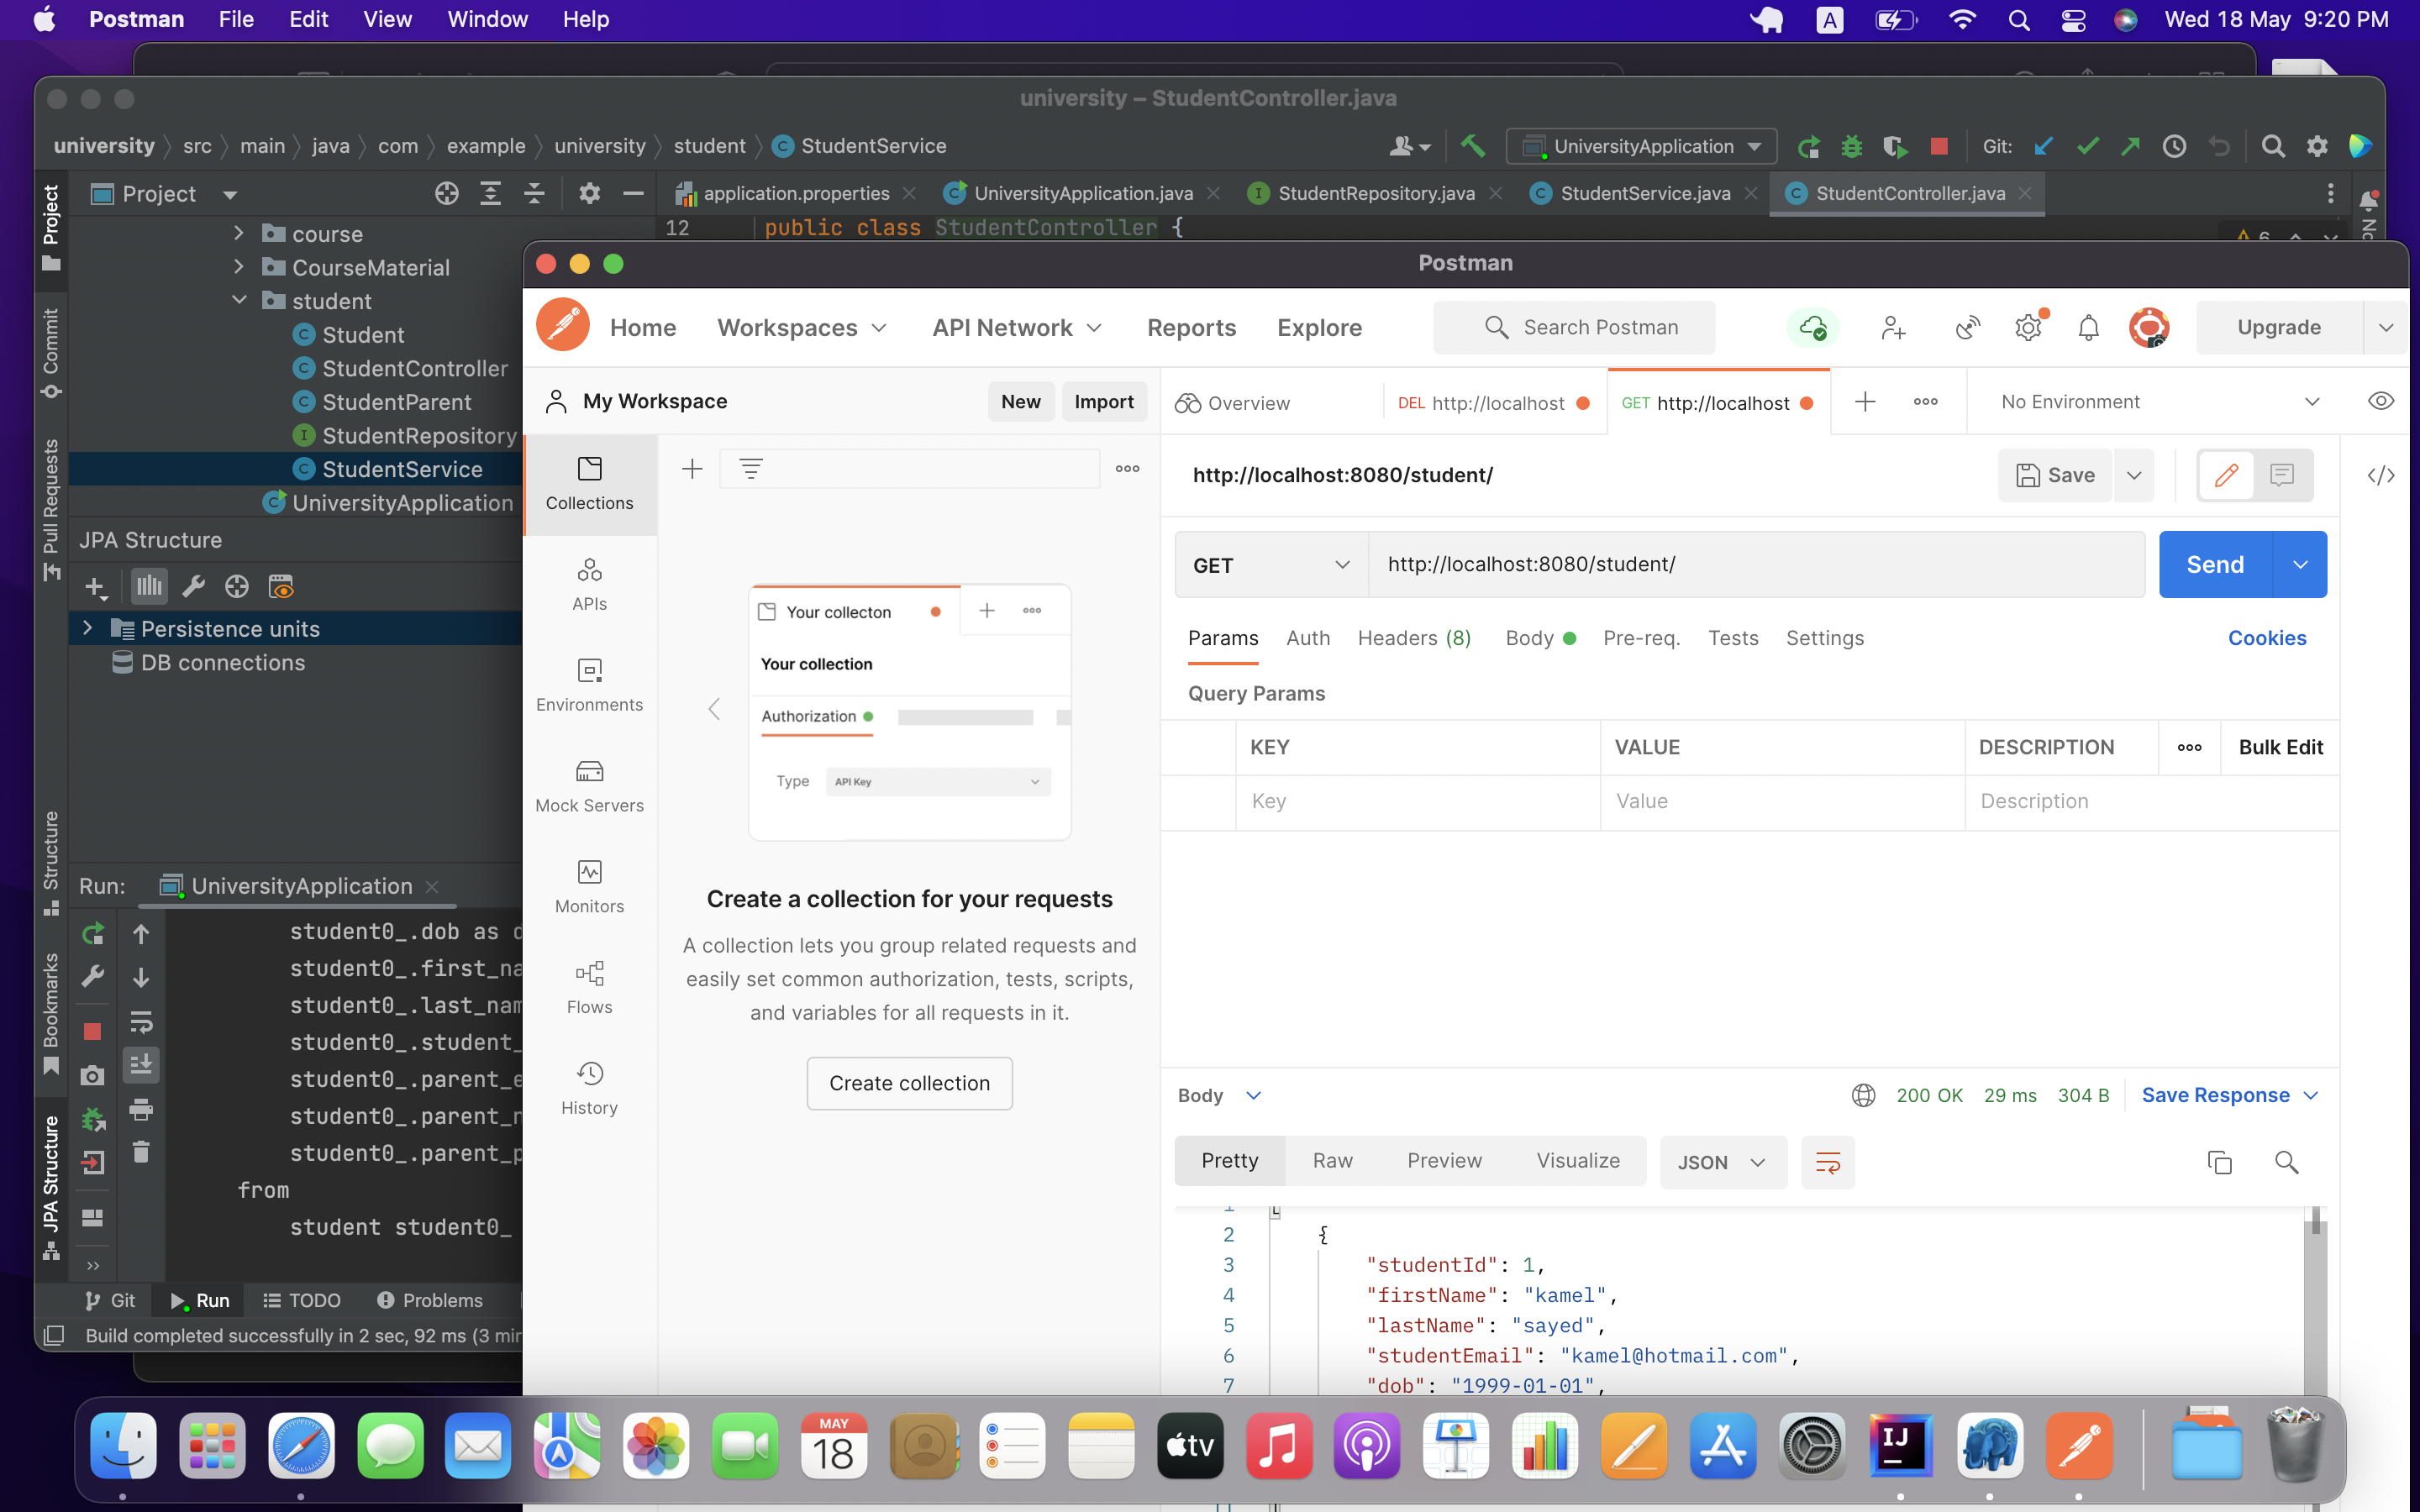 Postman File Edit View Window Help
A
Wed 18 May 9:20 PM
university – StudentController.java
university src main java com example university student StudentService
UniversityApplication
Git:
Project
application.properties
UniversityApplication.java
StudentRepository.java
StudentService.java
StudentController.java
12 public class StudentController {
6
course
CourseMaterial
student
Student
StudentController
StudentParent
StudentRepository
StudentService
UniversityApplication
JPA Structure
Persistence units
DB connections
Project
Commit
Pull Requests
Structure
Bookmarks
JPA Structure
Run: UniversityApplication
student0_.dob as
student0_.first_na
student0_.last_nam
student0_.student_
student0_.parent_e
student0_.parent_n
student0_.parent_p
from
student student0_
Git Run TODO Problems
Build completed successfully in 2 sec, 92 ms (3 min
Postman
Home Workspaces API Network Reports Explore
Search Postman
Upgrade
My Workspace
New Import
Overview
DEL http://localhost
GET http://localhost
No Environment
Collections
APIs
Environments
Mock Servers
Monitors
Flows
History
Your collecton
Your collection
Authorization
Type API Key
Create a collection for your requests
A collection lets you group related requests and
easily set common authorization, tests, scripts,
and variables for all requests in it.
Create collection
http://localhost:8080/student/
Save
GET http://localhost:8080/student/
Send
Params Auth Headers (8) Body Pre-req. Tests Settings
Cookies
Query Params
KEY VALUE DESCRIPTION Bulk Edit
Key Value Description
Body
200 OK 29 ms 304 B Save Response
Pretty Raw Preview Visualize JSON
1 [
2 {
3 "studentId": 1,
4 "firstName": "kamel",
5 "lastName": "sayed",
6 "studentEmail": "kamel@hotmail.com",
7 "dob": "1999-01-01",
MAY
18
tv
IJ